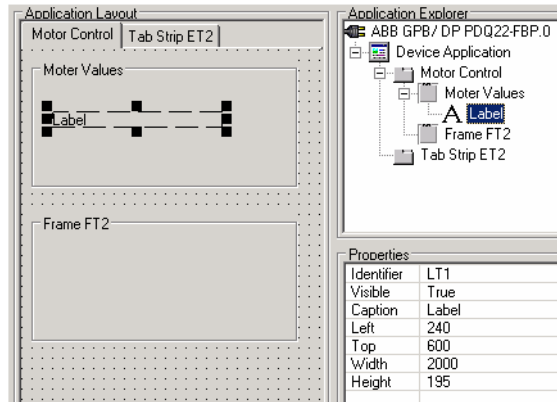 Application Layout
Motor Control
Tab Strip ET2
Moter Values
Label
Frame FT2
Application Explorer
ABB GPB/ DP PDQ22-FBP.0
Device Application
Motor Control
Moter Values
A Label
Frame FT2
Tab Strip ET2
Properties
Identifier LT1
Visible True
Caption Label
Left 240
Top 600
Width 2000
Height 195